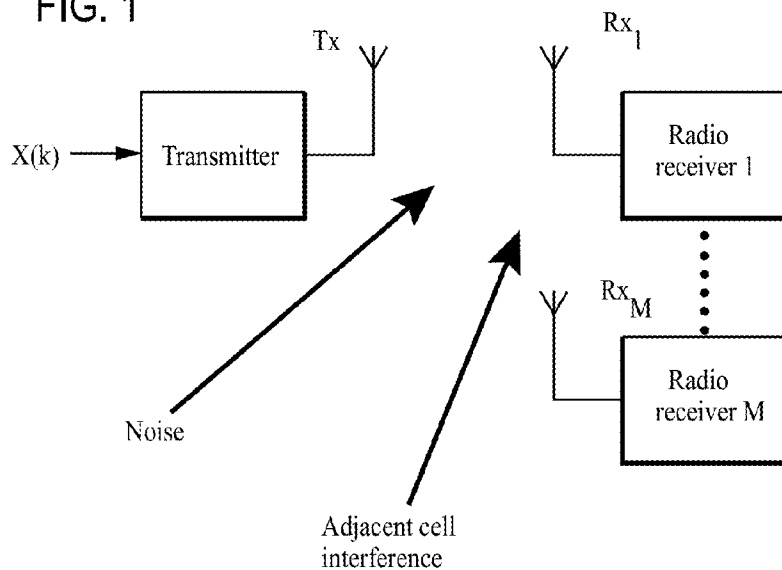 FIG. 1
Tx
Rx1
X(k)
Transmitter
Radio
receiver 1
RxM
Radio
receiver M
Noise
Adjacent cell
interference